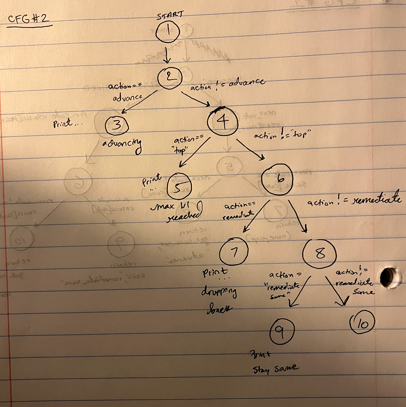 CFG#2
START
1
2
action==
advance
action != advance
3
Print...
advancing
4
action==
"top"
action != "top"
5
Print
...
max lvl
reached
6
action==
remediate
action != remediate
7
Print
...
dropping
back
8
action=
"remediate
same"
action !=
remediate
same
9
10
Print
Stay same